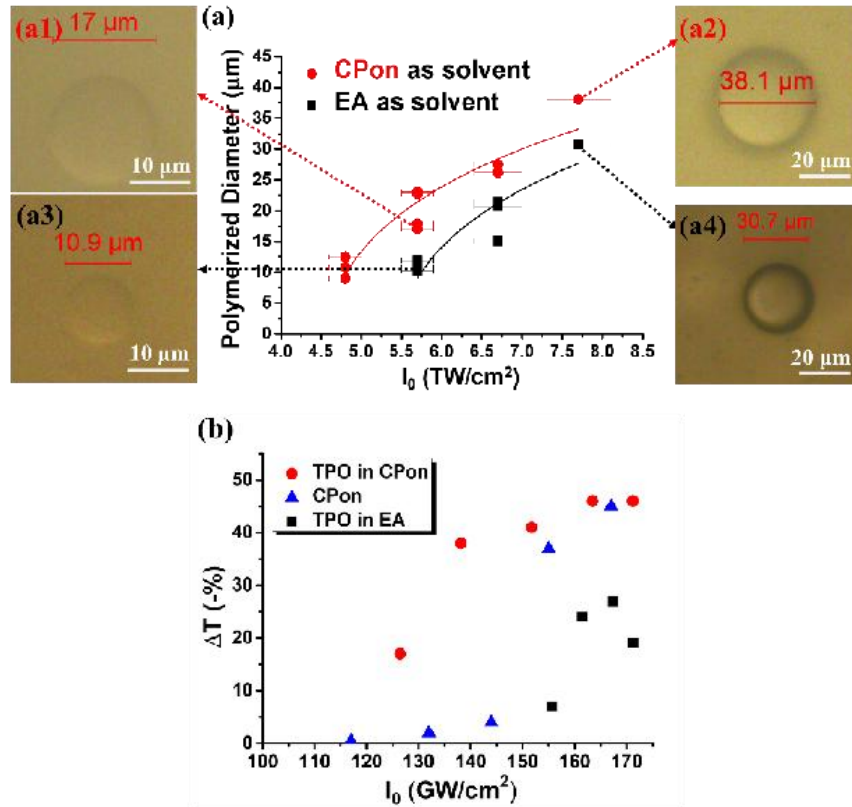 (a1)
17 µm
10 µm
(a)
CPon as solvent
EA as solvent
Polymerized Diameter (µm)
45
40
35
30
25
20
15
10
5
0
4.0 4.5 5.0 5.5 6.0 6.5 7.0 7.5 8.0 8.5
I₀ (TW/cm²)
(a2)
38.1 µm
20 µm
(a3)
10.9 µm
10 µm
(a4)
30.7 µm
20 µm
(b)
TPO in CPon
CPon
TPO in EA
ΔT (-%)
50
40
30
20
10
0
100 110 120 130 140 150 160 170
I₀ (GW/cm²)